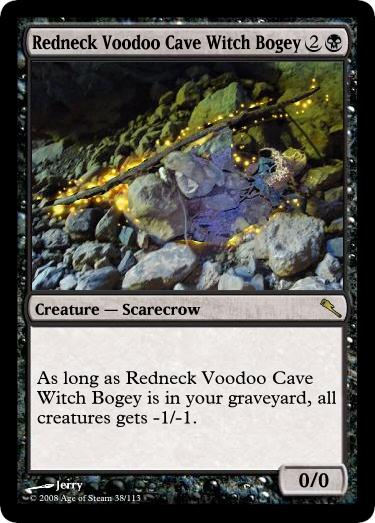 Redneck Voodoo Cave Witch Bogey 2
Creature — Scarecrow
As long as Redneck Voodoo Cave
Witch Bogey is in your graveyard, all
creatures gets -1/-1.
0/0
Jerry
© 2008 Age of Steam 38/113